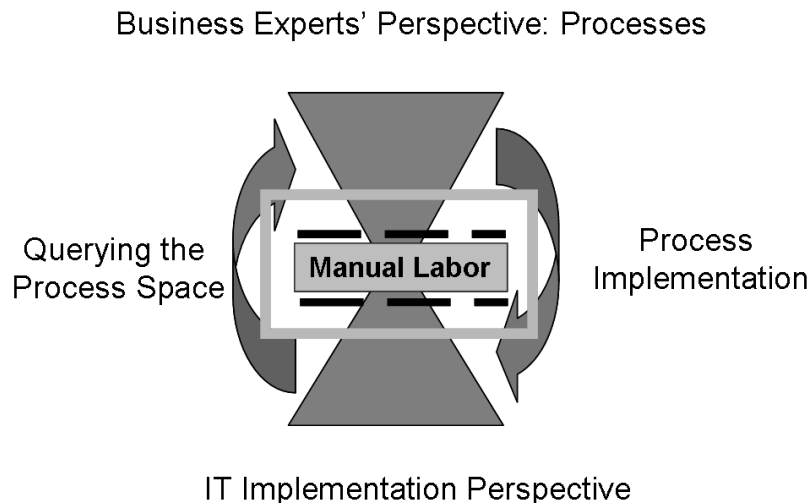 Business Experts’ Perspective: Processes
Querying the
Process Space
Manual Labor
Process
Implementation
IT Implementation Perspective